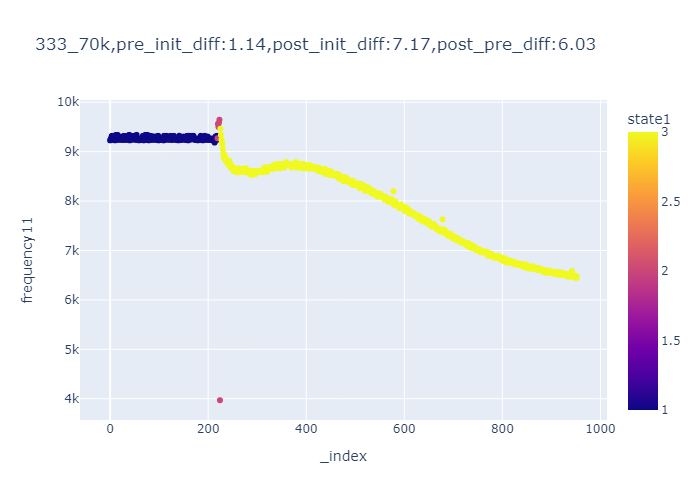 333_70k,pre_init_diff:1.14,post_init_diff:7.17,post_pre_diff:6.03
10k
9k
8k
7k
6k
5k
4k
frequency11
0
200
400
600
800
1000
_index
state1
3
2.5
2
1.5
1